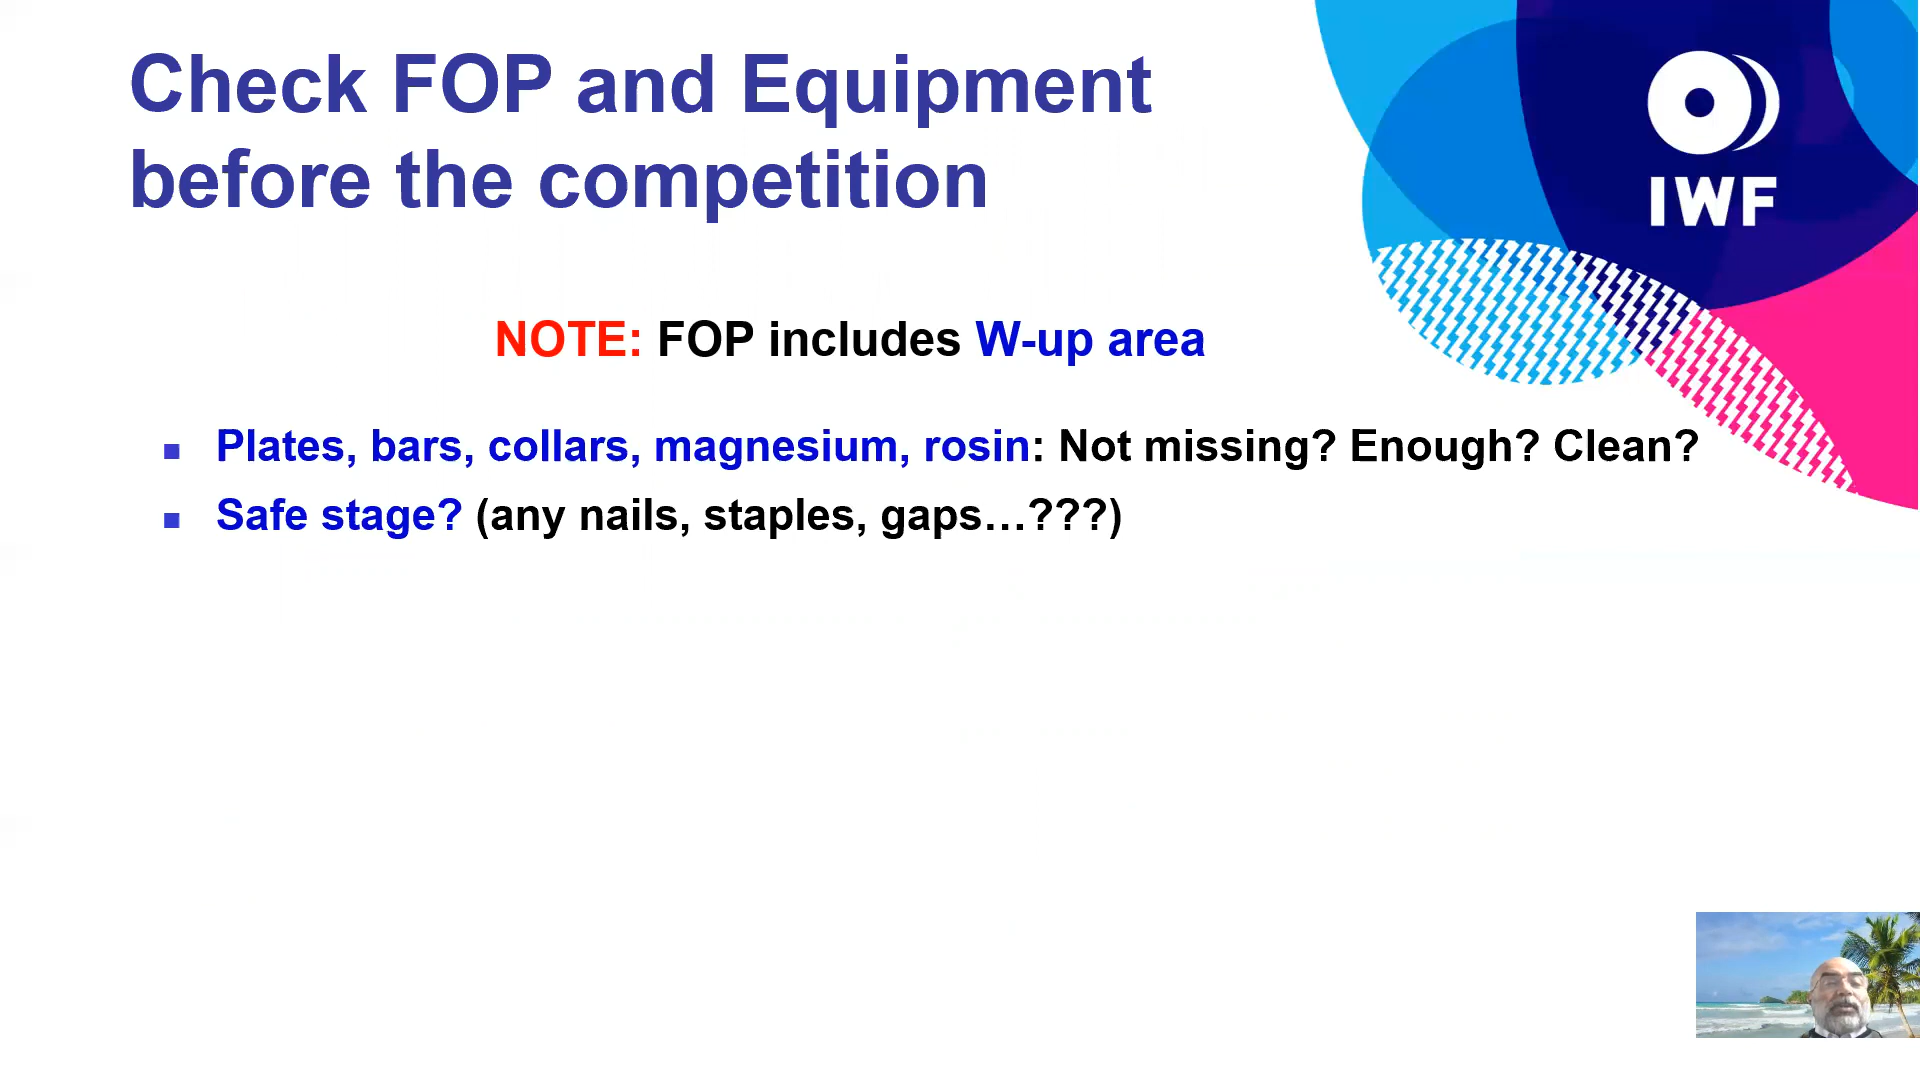 Check FOP and Equipment
before the competition
IWF
NOTE: FOP includes W-up area
▪ Plates, bars, collars, magnesium, rosin: Not missing? Enough? Clean?
▪ Safe stage? (any nails, staples, gaps…???)